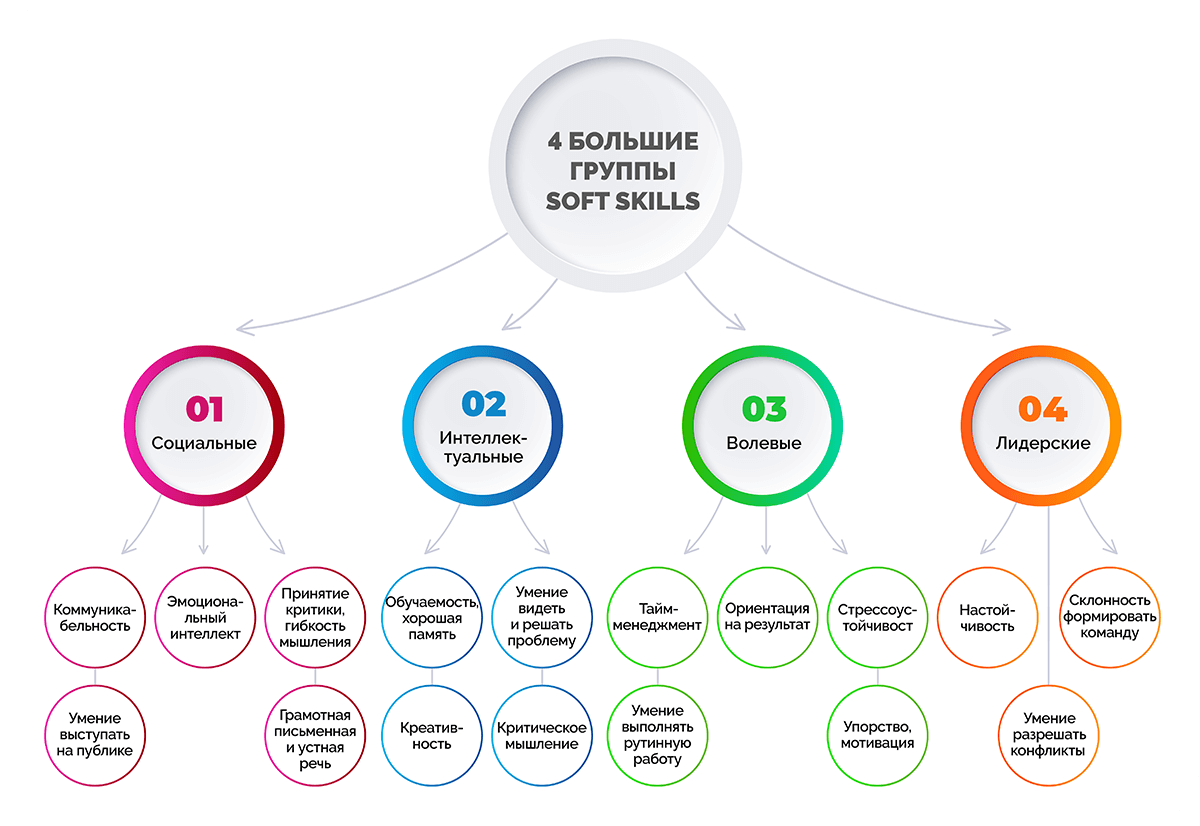 4 БОЛЬШИЕ
ГРУППЫ
SOFT SKILLS
01
Социальные
02
Интеллек-
туальные
03
Волевые
04
Лидерские
Коммуника-
бельность
Эмоциона-
льный
интеллект
Принятие
критики,
гибкость
мышления
Обучаемость,
хорошая
память
Умение
видеть
и решать
проблему
Тайм-
менеджмент
Ориентация
на результат
Стрессоус-
тойчивост
Настой-
чивость
Склонность
формировать
команду
Умение
выступать
на публике
Грамотная
письменная
и устная
речь
Креатив-
ность
Критическое
мышление
Умение
выполнять
рутинную
работу
Упорство,
мотивация
Умение
разрешать
конфликты